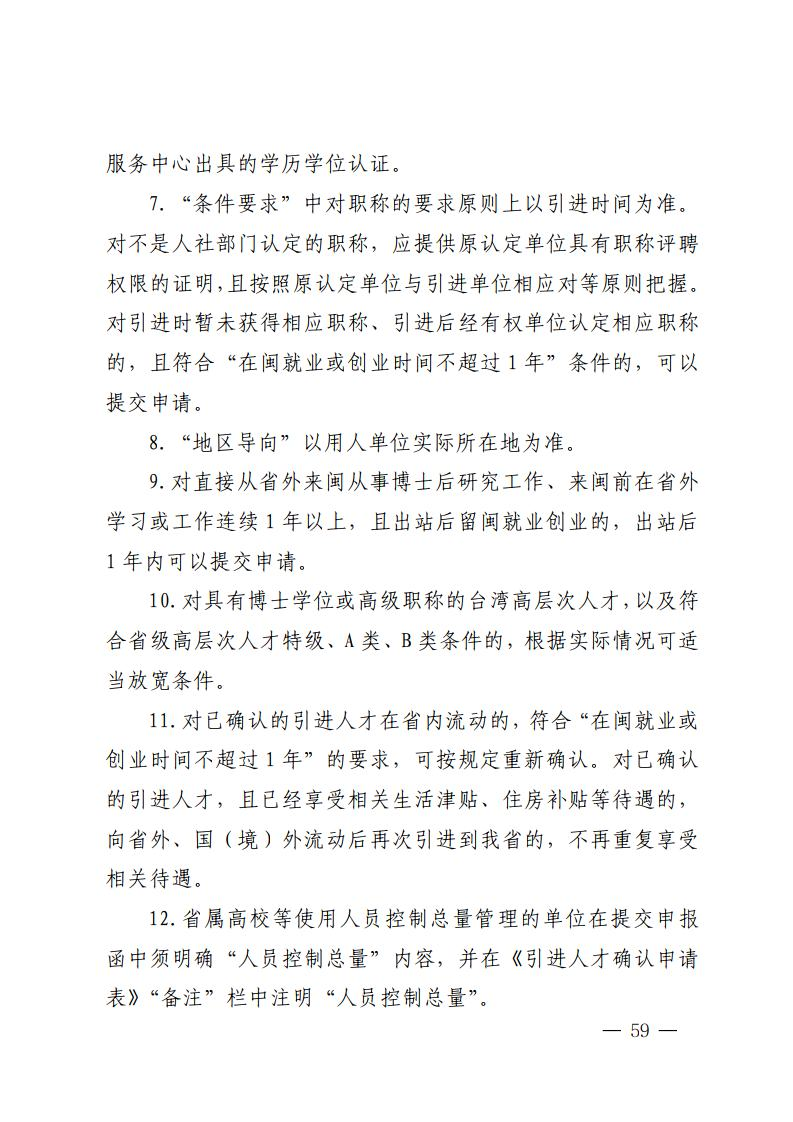 服务中心出具的学历学位认证。
7. “条件要求”中对职称的要求原则上以引进时间为准。
对不是人社部门认定的职称，应提供原认定单位具有职称评聘
权限的证明,且按照原认定单位与引进单位相应对等原则把握。
对引进时暂未获得相应职称、引进后经有权单位认定相应职称
的，且符合“在闽就业或创业时间不超过 1 年”条件的，可以
提交申请。
8. “地区导向”以用人单位实际所在地为准。
9.对直接从省外来闽从事博士后研究工作、来闽前在省外
学习或工作连续 1 年以上，且出站后留闽就业创业的，出站后
1 年内可以提交申请。
10.对具有博士学位或高级职称的台湾高层次人才,以及符
合省级高层次人才特级、A 类、B 类条件的，根据实际情况可适
当放宽条件。
11.对已确认的引进人才在省内流动的，符合“在闽就业或
创业时间不超过 1 年”的要求，可按规定重新确认。对已确认
的引进人才，且已经享受相关生活津贴、住房补贴等待遇的，
向省外、国（境）外流动后再次引进到我省的，不再重复享受
相关待遇。
12.省属高校等使用人员控制总量管理的单位在提交申报
函中须明确“人员控制总量”内容，并在《引进人才确认申请
表》“备注”栏中注明“人员控制总量”。
— 59 —